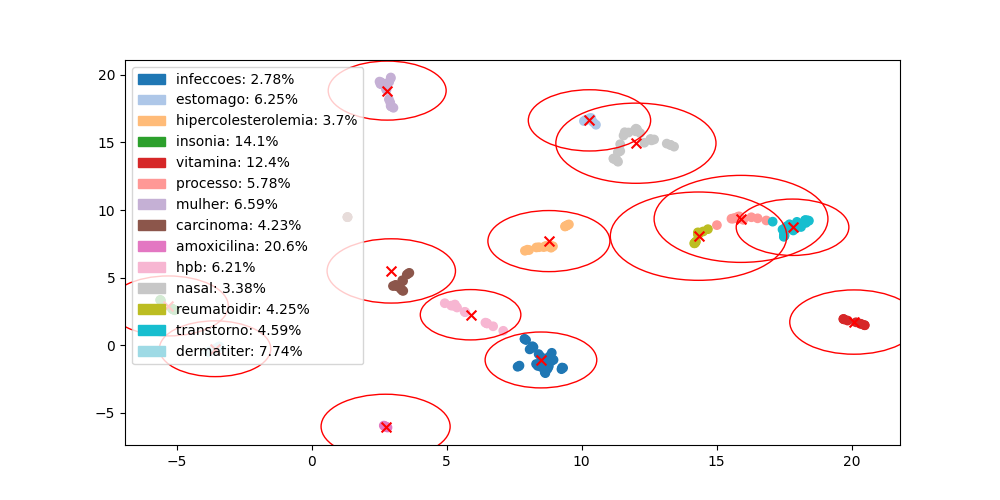 20
15
10
5
0
−5
infeccoes: 2.78%
estomago: 6.25%
hipercolesterolemia: 3.7%
insonia: 14.1%
vitamina: 12.4%
processo: 5.78%
mulher: 6.59%
carcinoma: 4.23%
amoxicilina: 20.6%
hpb: 6.21%
nasal: 3.38%
reumatoidir: 4.25%
transtorno: 4.59%
dermatiter: 7.74%
−5 0 5 10 15 20